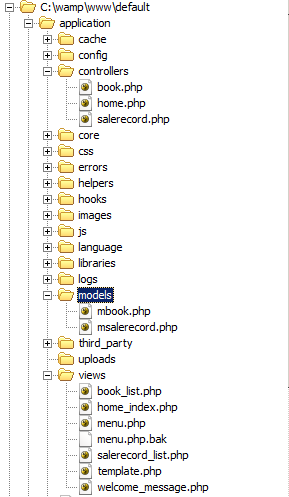 C:\wamp\www\default
application
cache
config
controllers
book.php
home.php
salerecord.php
core
css
errors
helpers
hooks
images
js
language
libraries
logs
models
mbook.php
msalerecord.php
third_party
uploads
views
book_list.php
home_index.php
menu.php
menu.php.bak
salerecord_list.php
template.php
welcome_message.php